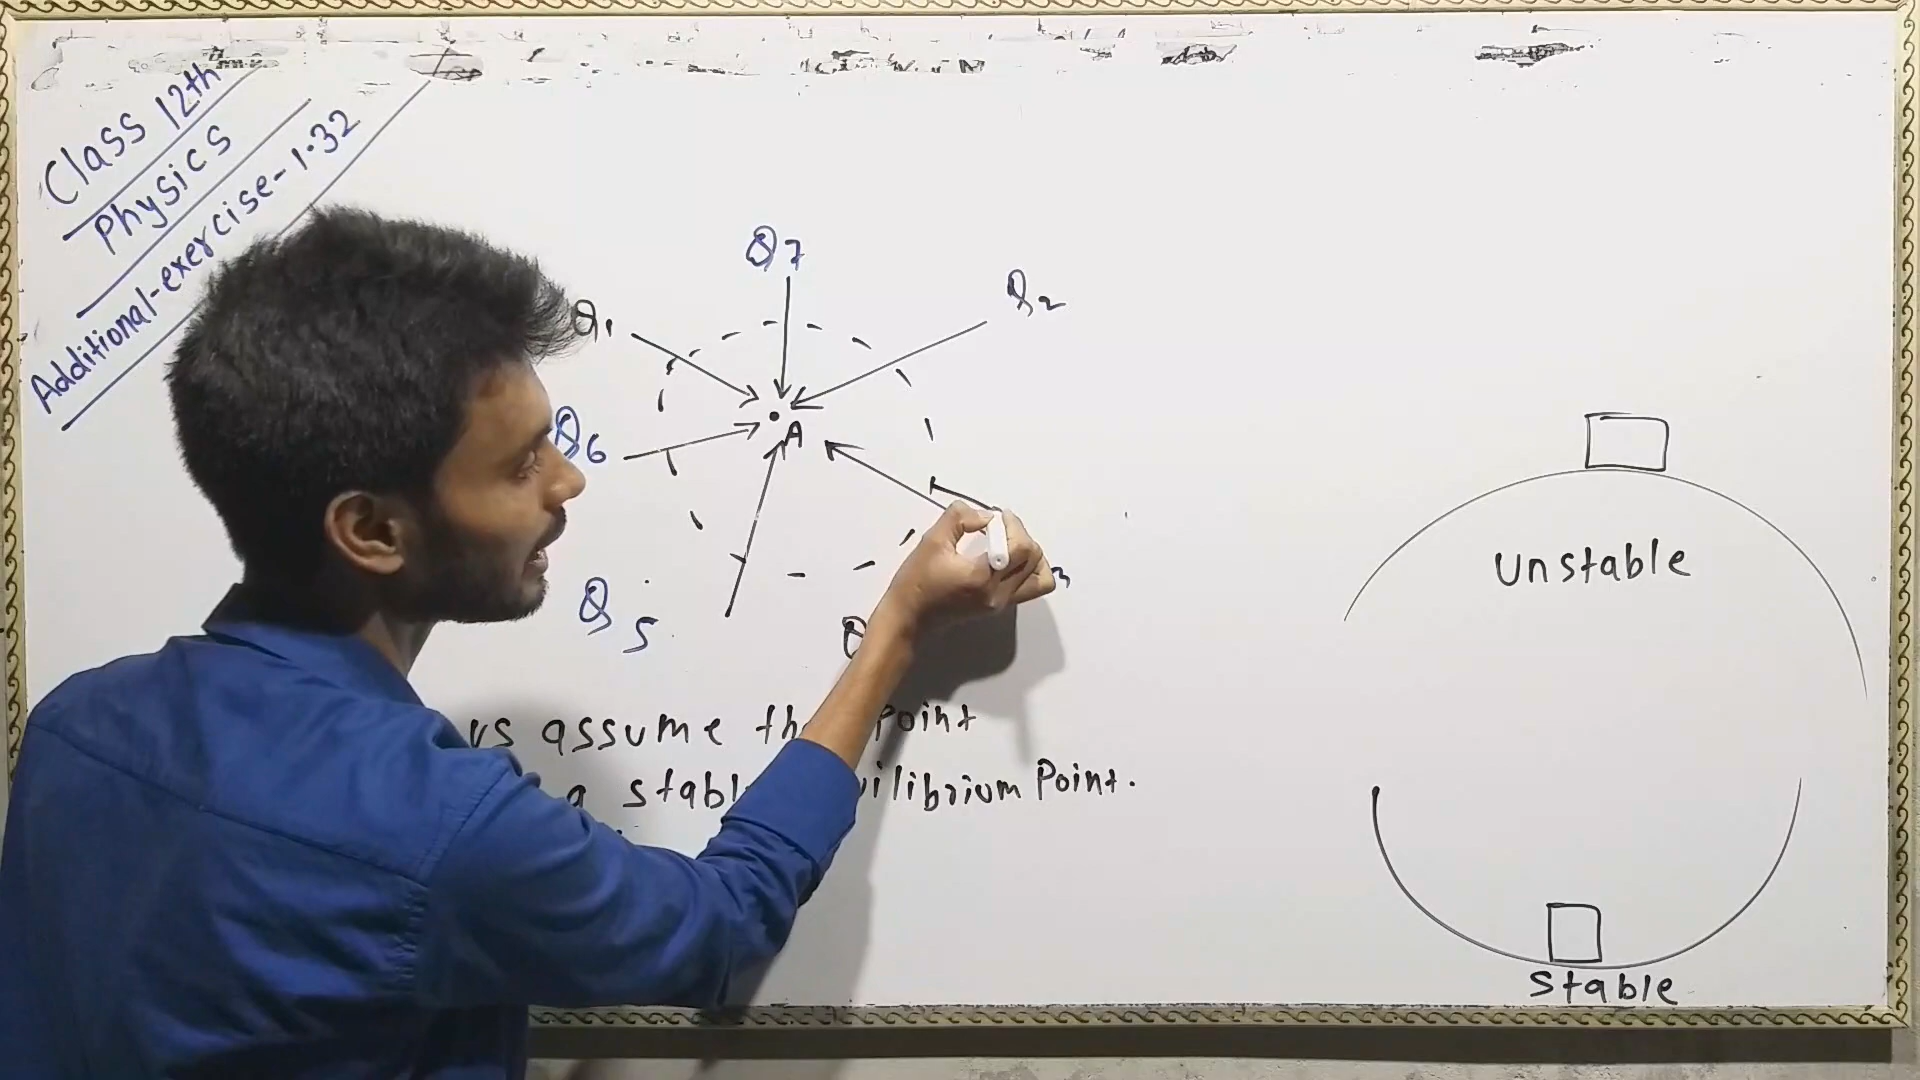 Class 12th
Physics
Additional-exercise-1.32
Q7
Q1
Q2
A
Q6
Q5
us assume the point
a stable equilibrium Point.
unstable
Stable